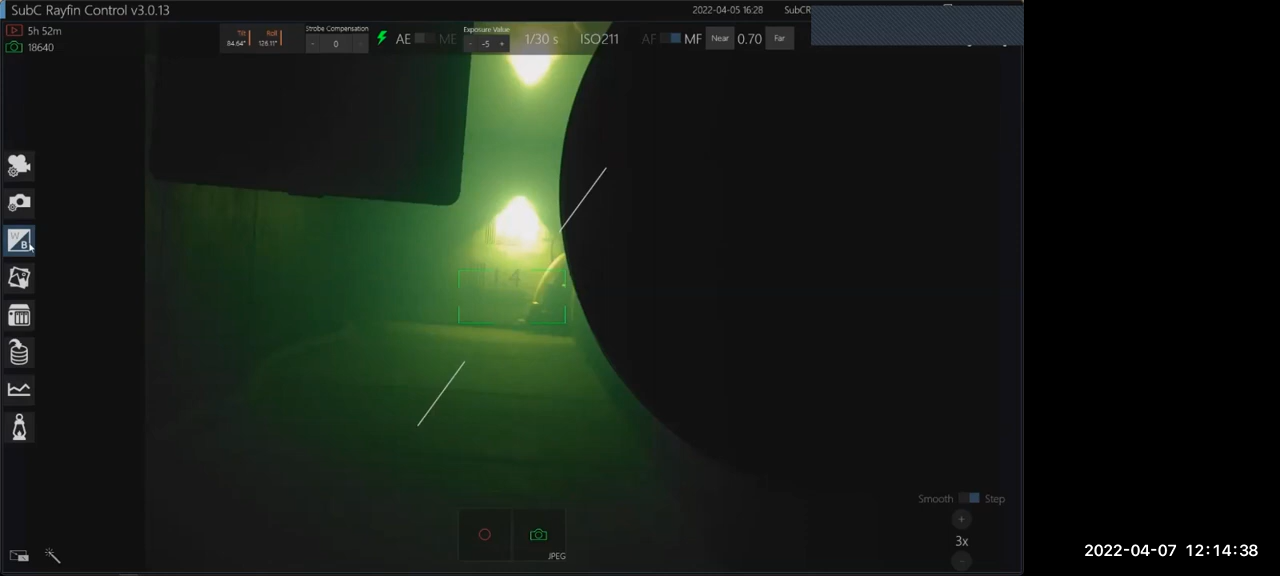 SubC Rayfin Control v3.0.13
2022-04-05 16:28
SubCR
5h 52m
18640
Tilt
Roll
84.64°
126.11°
Strobe Compensation
- 0
AE
ME
Exposure Value
- -5 +
1/30 s
ISO211
AF
MF
Near
0.70
Far
W
B
14
Smooth
Step
+
3x
-
JPEG
2022-04-07 12:14:38